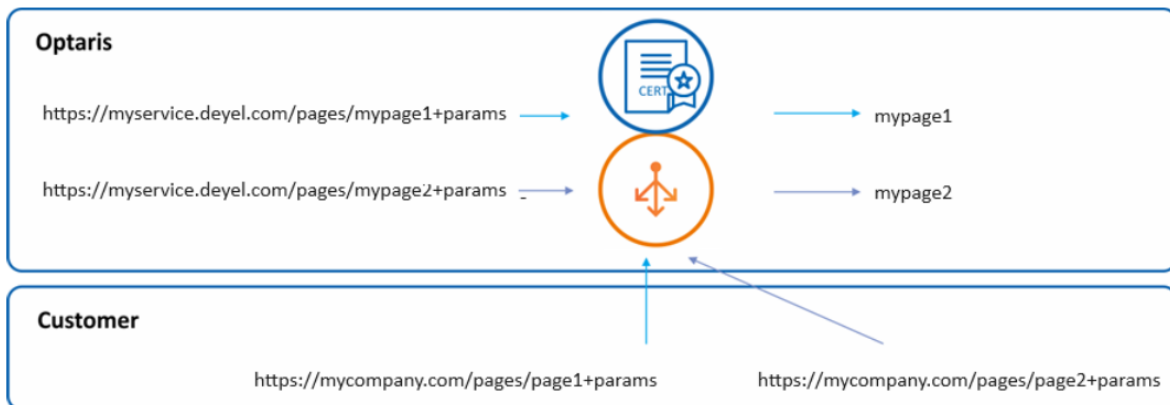 Optaris
CERT
https://myservice.deyel.com/pages/mypage1+params
mypage1
https://myservice.deyel.com/pages/mypage2+params
mypage2
Customer
https://mycompany.com/pages/page1+params
https://mycompany.com/pages/page2+params